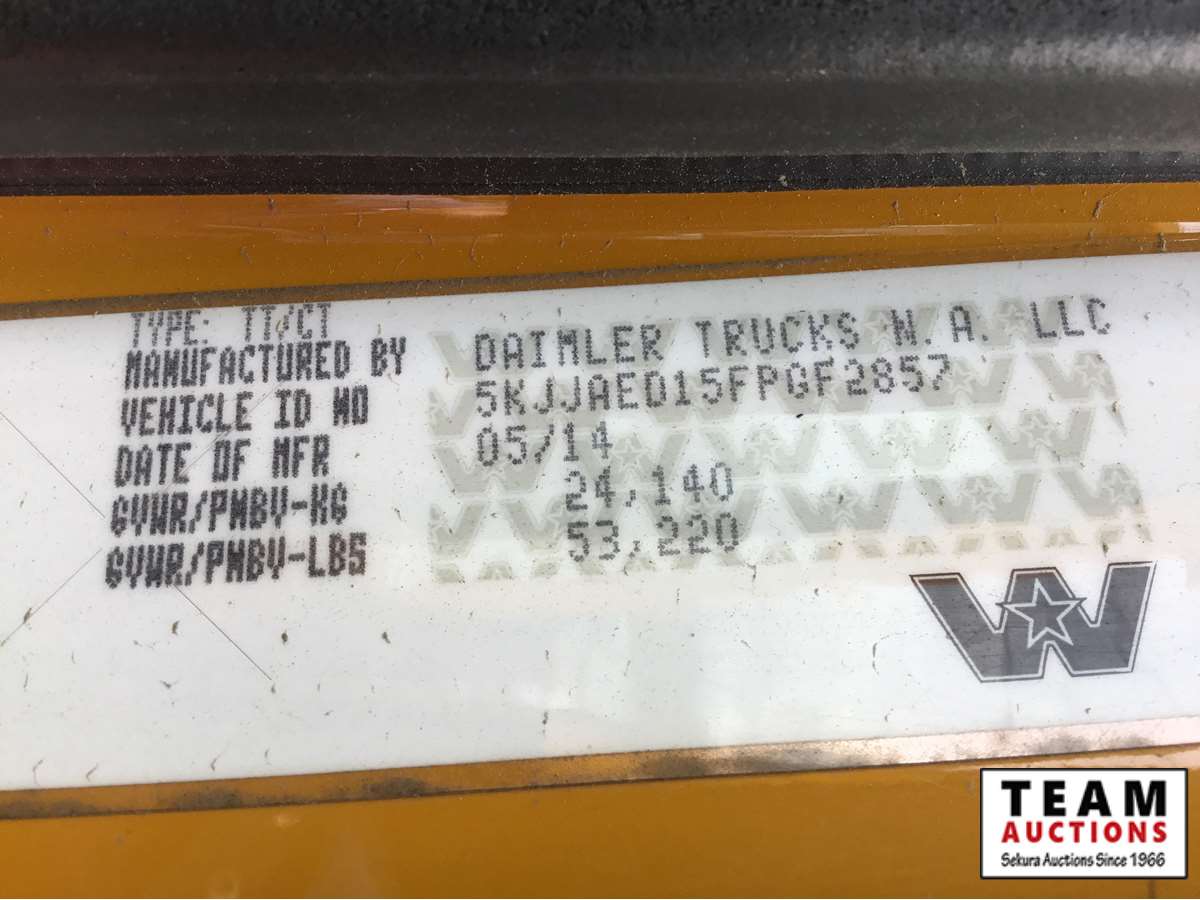 TYPE: TT/CT
MANUFACTURED BY DAIMLER TRUCKS N.A. LLC
VEHICLE ID NO 5KJJAED15FPGF2857
DATE OF MFR 05/14
GVWR/PNBV-KG 24,140
GVWR/PNBV-LBS 53,220
W
TEAM
AUCTIONS
Sekura Auctions Since 1966